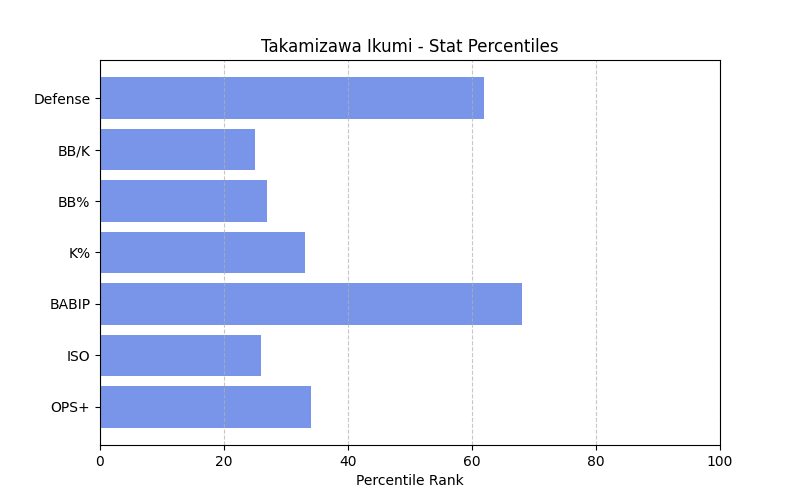 Takamizawa Ikumi - Stat Percentiles
Defense
BB/K
BB%
K%
BABIP
ISO
OPS+
0 20 40 60 80 100
Percentile Rank